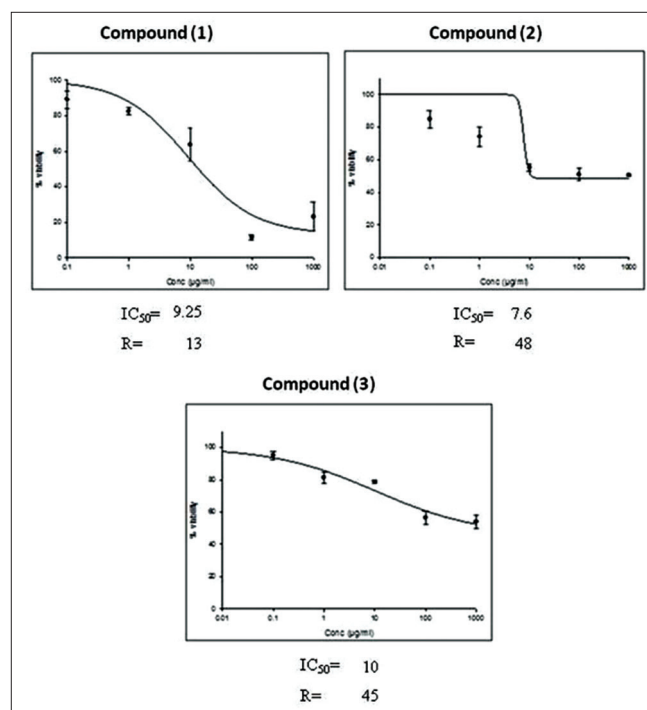 Compound (1)
Compound (2)
100
80
60
40
20
0
% viability
0.1 1 10 100 1000
Conc (µg/ml)
100
80
60
40
20
0
% viability
0.01 0.1 1 10 100 1000
Conc (µg/ml)
IC50= 9.25
R= 13
IC50= 7.6
R= 48
Compound (3)
100
80
60
40
20
0
% viability
0.01 0.1 1 10 100 1000
Conc (µg/ml)
IC50= 10
R= 45